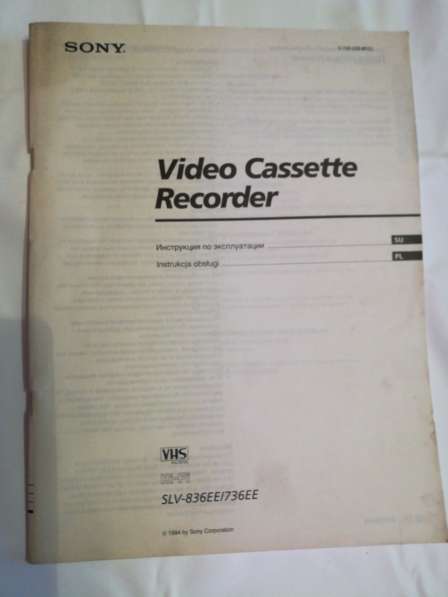 SONY
Video Cassette
Recorder
Инструкция по эксплуатации
SU
Instrukcja obsługi
PL
VHS
SLV-836EE/736EE
© 1994 by Sony Corporation